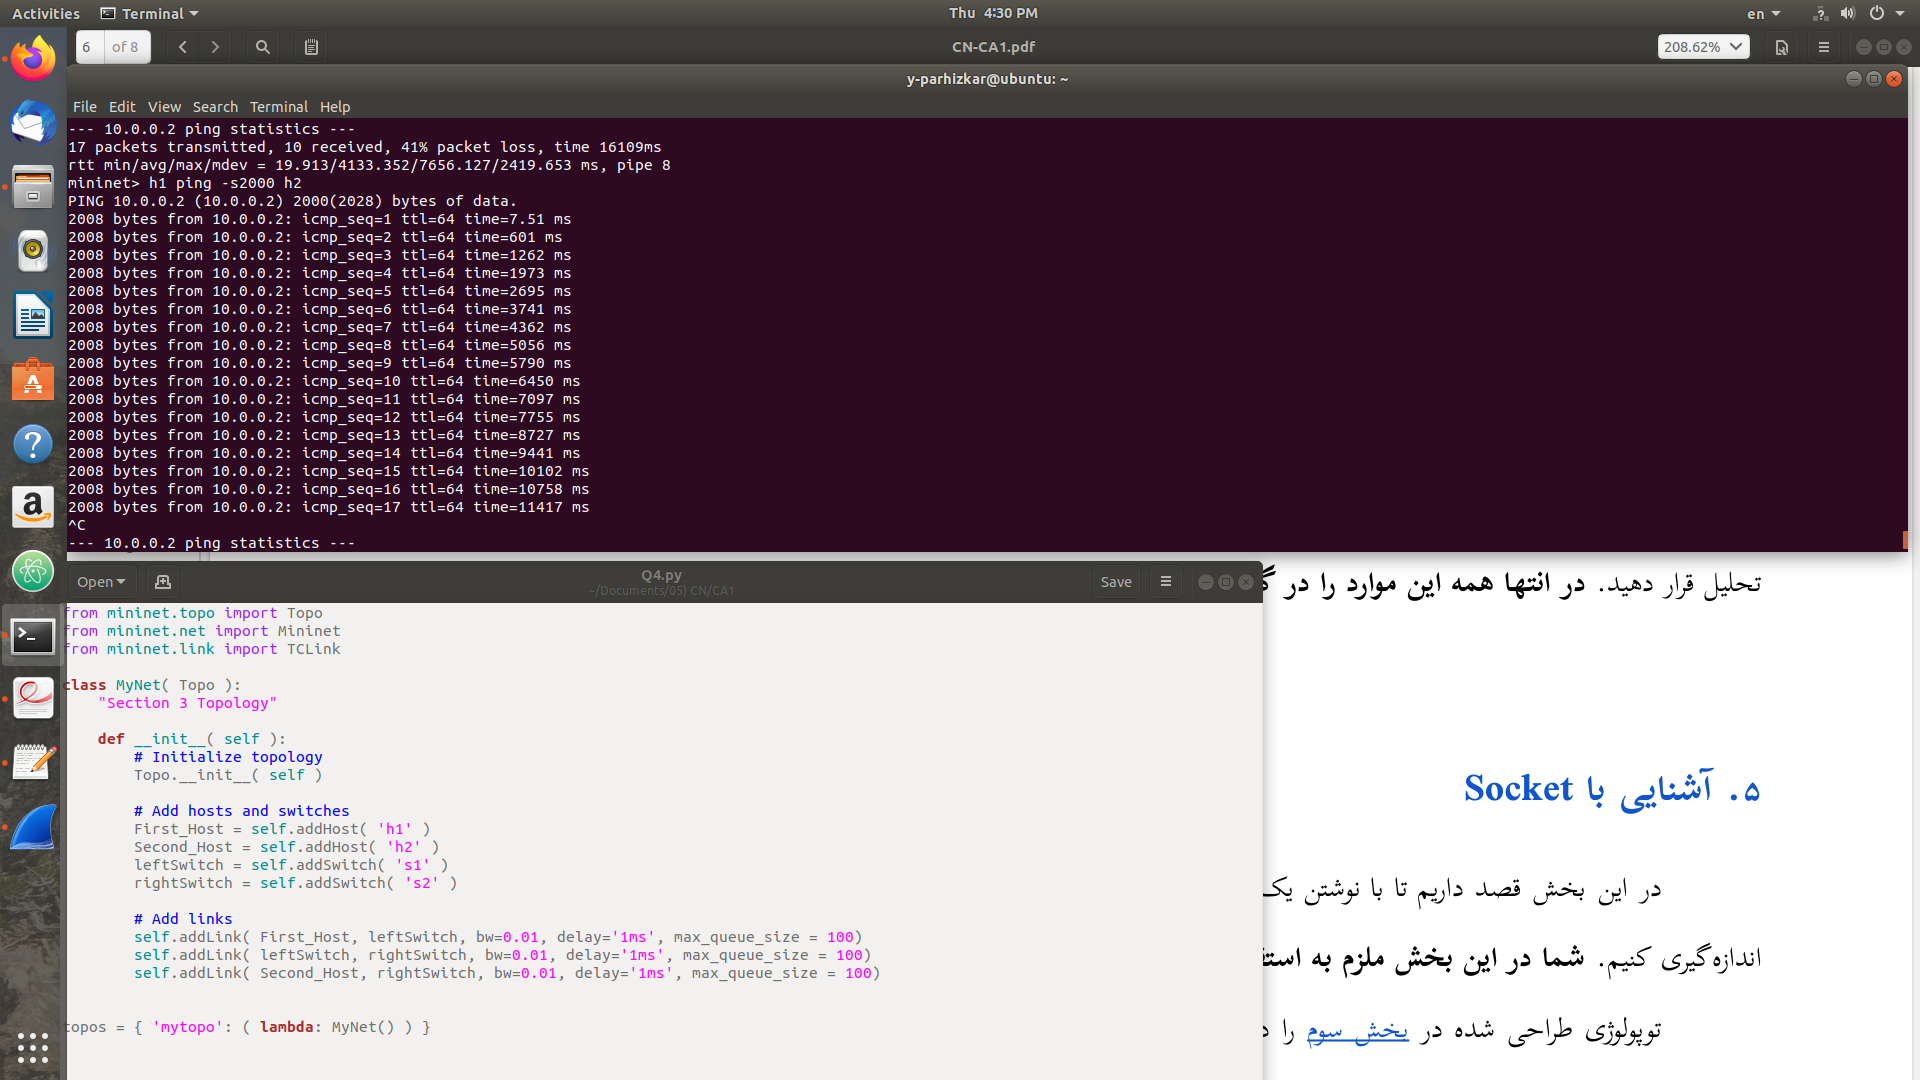 Activities Terminal Thu 4:30 PM en
6 of 8 CN-CA1.pdf 208.62%
y-parhizkar@ubuntu: ~
File Edit View Search Terminal Help
--- 10.0.0.2 ping statistics ---
17 packets transmitted, 10 received, 41% packet loss, time 16109ms
rtt min/avg/max/mdev = 19.913/4133.352/7656.127/2419.653 ms, pipe 8
mininet> h1 ping -s2000 h2
PING 10.0.0.2 (10.0.0.2) 2000(2028) bytes of data.
2008 bytes from 10.0.0.2: icmp_seq=1 ttl=64 time=7.51 ms
2008 bytes from 10.0.0.2: icmp_seq=2 ttl=64 time=601 ms
2008 bytes from 10.0.0.2: icmp_seq=3 ttl=64 time=1262 ms
2008 bytes from 10.0.0.2: icmp_seq=4 ttl=64 time=1973 ms
2008 bytes from 10.0.0.2: icmp_seq=5 ttl=64 time=2695 ms
2008 bytes from 10.0.0.2: icmp_seq=6 ttl=64 time=3741 ms
2008 bytes from 10.0.0.2: icmp_seq=7 ttl=64 time=4362 ms
2008 bytes from 10.0.0.2: icmp_seq=8 ttl=64 time=5056 ms
2008 bytes from 10.0.0.2: icmp_seq=9 ttl=64 time=5790 ms
2008 bytes from 10.0.0.2: icmp_seq=10 ttl=64 time=6450 ms
2008 bytes from 10.0.0.2: icmp_seq=11 ttl=64 time=7097 ms
2008 bytes from 10.0.0.2: icmp_seq=12 ttl=64 time=7755 ms
2008 bytes from 10.0.0.2: icmp_seq=13 ttl=64 time=8727 ms
2008 bytes from 10.0.0.2: icmp_seq=14 ttl=64 time=9441 ms
2008 bytes from 10.0.0.2: icmp_seq=15 ttl=64 time=10102 ms
2008 bytes from 10.0.0.2: icmp_seq=16 ttl=64 time=10758 ms
2008 bytes from 10.0.0.2: icmp_seq=17 ttl=64 time=11417 ms
^C
--- 10.0.0.2 ping statistics ---
Open Q4.py Save
~/Documents/05) CN/CA1
from mininet.topo import Topo
from mininet.net import Mininet
from mininet.link import TCLink
class MyNet( Topo ):
"Section 3 Topology"
def __init__( self ):
# Initialize topology
Topo.__init__( self )
# Add hosts and switches
First_Host = self.addHost( 'h1' )
Second_Host = self.addHost( 'h2' )
leftSwitch = self.addSwitch( 's1' )
rightSwitch = self.addSwitch( 's2' )
# Add links
self.addLink( First_Host, leftSwitch, bw=0.01, delay='1ms', max_queue_size = 100)
self.addLink( leftSwitch, rightSwitch, bw=0.01, delay='1ms', max_queue_size = 100)
self.addLink( Second_Host, rightSwitch, bw=0.01, delay='1ms', max_queue_size = 100)
topos = { 'mytopo': ( lambda: MyNet() ) }
تحلیل قرار دهید. در انتها همه این موارد را در
۵. آشنایی با Socket
در این بخش قصد داریم تا با نوشتن یک
اندازه‌گیری کنیم. شما در این بخش ملزم به
توپولوژی طراحی شده در بخش سوم را